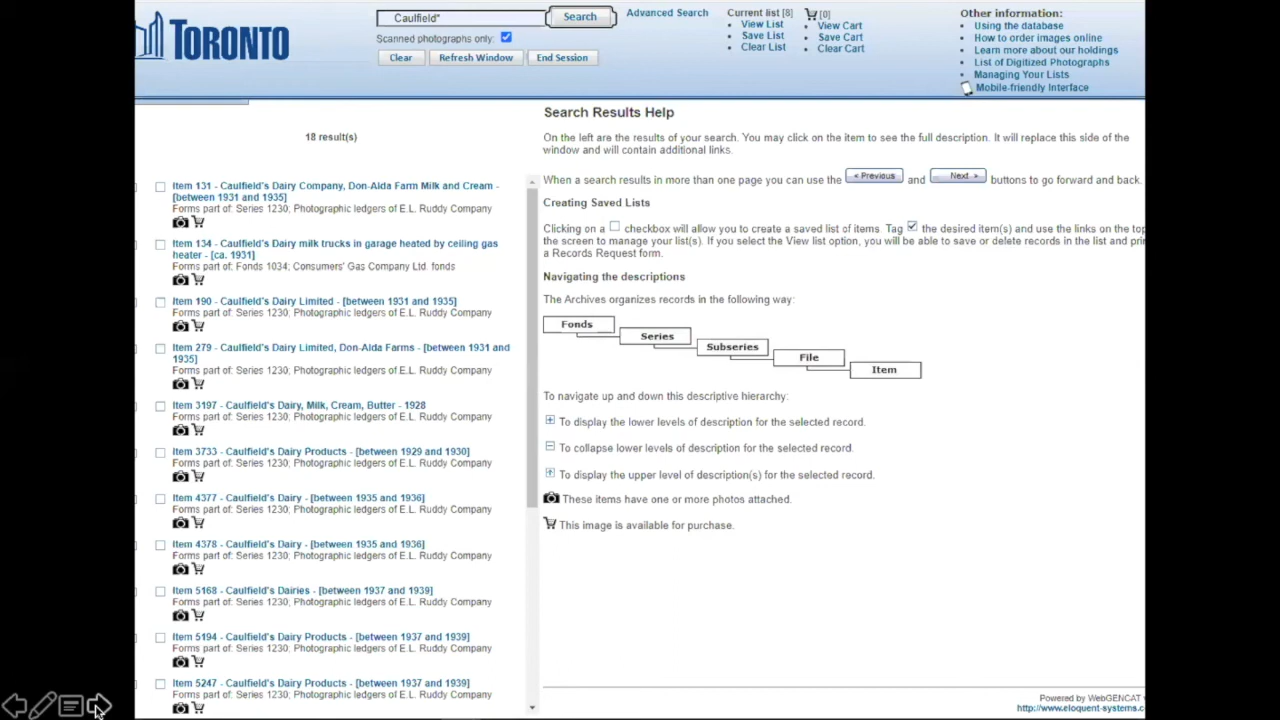 TORONTO
Caulfield*
Search
Advanced Search
Scanned photographs only:
Clear
Refresh Window
End Session
Current list [8]
View List
Save List
Clear List
[0]
View Cart
Save Cart
Clear Cart
Other information:
Using the database
How to order images online
Learn more about our holdings
List of Digitized Photographs
Managing Your Lists
Mobile-friendly Interface
18 result(s)
Item 131 - Caulfield's Dairy Company, Don-Alda Farm Milk and Cream -
[between 1931 and 1935]
Forms part of: Series 1230; Photographic ledgers of E.L. Ruddy Company
Item 134 - Caulfield's Dairy milk trucks in garage heated by ceiling gas
heater - [ca. 1931]
Forms part of: Fonds 1034; Consumers' Gas Company Ltd. fonds
Item 190 - Caulfield's Dairy Limited - [between 1931 and 1935]
Forms part of: Series 1230; Photographic ledgers of E.L. Ruddy Company
Item 279 - Caulfield's Dairy Limited, Don-Alda Farms - [between 1931 and
1935]
Forms part of: Series 1230; Photographic ledgers of E.L. Ruddy Company
Item 3197 - Caulfield's Dairy, Milk, Cream, Butter - 1928
Forms part of: Series 1230; Photographic ledgers of E.L. Ruddy Company
Item 3733 - Caulfield's Dairy Products - [between 1929 and 1930]
Forms part of: Series 1230; Photographic ledgers of E.L. Ruddy Company
Item 4377 - Caulfield's Dairy - [between 1935 and 1936]
Forms part of: Series 1230; Photographic ledgers of E.L. Ruddy Company
Item 4378 - Caulfield's Dairy - [between 1935 and 1936]
Forms part of: Series 1230; Photographic ledgers of E.L. Ruddy Company
Item 5168 - Caulfield's Dairies - [between 1937 and 1939]
Forms part of: Series 1230; Photographic ledgers of E.L. Ruddy Company
Item 5194 - Caulfield's Dairy Products - [between 1937 and 1939]
Forms part of: Series 1230; Photographic ledgers of E.L. Ruddy Company
Item 5247 - Caulfield's Dairy Products - [between 1937 and 1939]
Forms part of: Series 1230; Photographic ledgers of E.L. Ruddy Company
Search Results Help
On the left are the results of your search. You may click on the item to see the full description. It will replace this side of the
window and will contain additional links.
When a search results in more than one page you can use the < Previous and Next > buttons to go forward and back.
Creating Saved Lists
Clicking on a checkbox will allow you to create a saved list of items. Tag the desired item(s) and use the links on the top
the screen to manage your list(s). If you select the View list option, you will be able to save or delete records in the list and pri
a Records Request form.
Navigating the descriptions
The Archives organizes records in the following way:
Fonds
Series
Subseries
File
Item
To navigate up and down this descriptive hierarchy:
To display the lower levels of description for the selected record.
To collapse lower levels of description for the selected record.
To display the upper level of description(s) for the selected record.
These items have one or more photos attached.
This image is available for purchase.
Powered by WebGENCAT
http://www.eloquent-systems.c